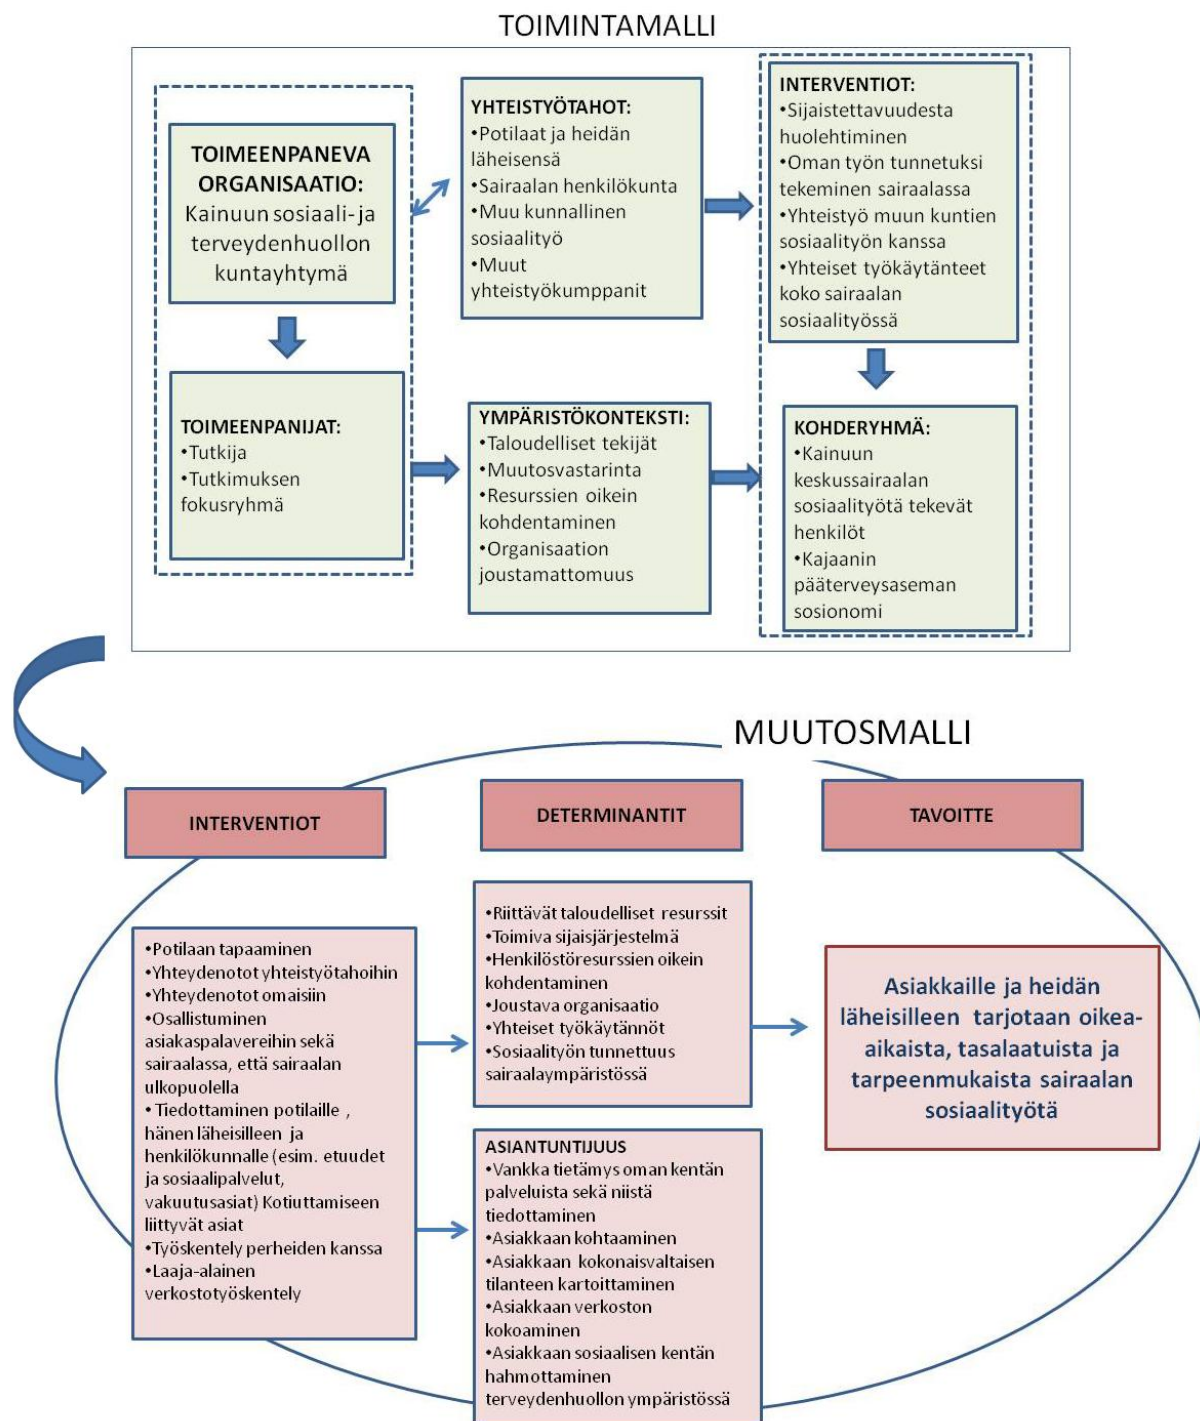 TOIMINTAMALLI
TOIMEENPANEVA
ORGANISAATIO:
Kainuun sosiaali- ja
terveydenhuollon
kuntayhtymä
YHTEISTYÖTAHOT:
•Potilaat ja heidän
läheisensä
•Sairaalan henkilökunta
•Muu kunnallinen
sosiaalityö
•Muut
yhteistyökumppanit
INTERVENTIOT:
•Sijaistettavuudesta
huolehtiminen
•Oman työn tunnetuksi
tekeminen sairaalassa
•Yhteistyö muun kuntien
sosiaalityön kanssa
•Yhteiset työkäytänteet
koko sairaalan
sosiaalityössä
TOIMEENPANIJAT:
•Tutkija
•Tutkimuksen
fokusryhmä
YMPÄRISTÖKONTEKSTI:
•Taloudelliset tekijät
•Muutosvastarinta
•Resurssien oikein
kohdentaminen
•Organisaation
joustamattomuus
KOHDERYHMÄ:
•Kainuun
keskussairaalan
sosiaalityötä tekevät
henkilöt
•Kajaanin
pääterveysaseman
sosionomi
MUUTOSMALLI
INTERVENTIOT
DETERMINANTIT
TAVOITTE
•Potilaan tapaaminen
•Yhteydenotot yhteistyötahoihin
•Yhteydenotot omaisiin
•Osallistuminen
asiakaspalavereihin sekä
sairaalassa, että sairaalan
ulkopuolella
•Tiedottaminen potilaille ,
hänen läheisilleen ja
henkilökunnalle (esim. etuudet
ja sosiaalipalvelut,
vakuutusasiat) Kotiuttamiseen
liittyvät asiat
•Työskentely perheiden kanssa
•Laaja-alainen
verkostotyöskentely
•Riittävät taloudelliset resurssit
•Toimiva sijaisjärjestelmä
•Henkilöstöresurssien oikein
kohdentaminen
•Joustava organisaatio
•Yhteiset työkäytännöt
•Sosiaalityön tunnettuus
sairaalaympäristössä
ASIANTUNTIJUUS
•Vankka tietämys oman kentän
palveluista sekä niistä
tiedottaminen
•Asiakkaan kohtaaminen
•Asiakkaan kokonaisvaltaisen
tilanteen kartoittaminen
•Asiakkaan verkoston
kokoaminen
•Asiakkaan sosiaalisen kentän
hahmottaminen
terveydenhuollon ympäristössä
Asiakkaille ja heidän
läheisilleen tarjotaan oikea-
aikaista, tasalaatuista ja
tarpeenmukaista sairaalan
sosiaalityötä